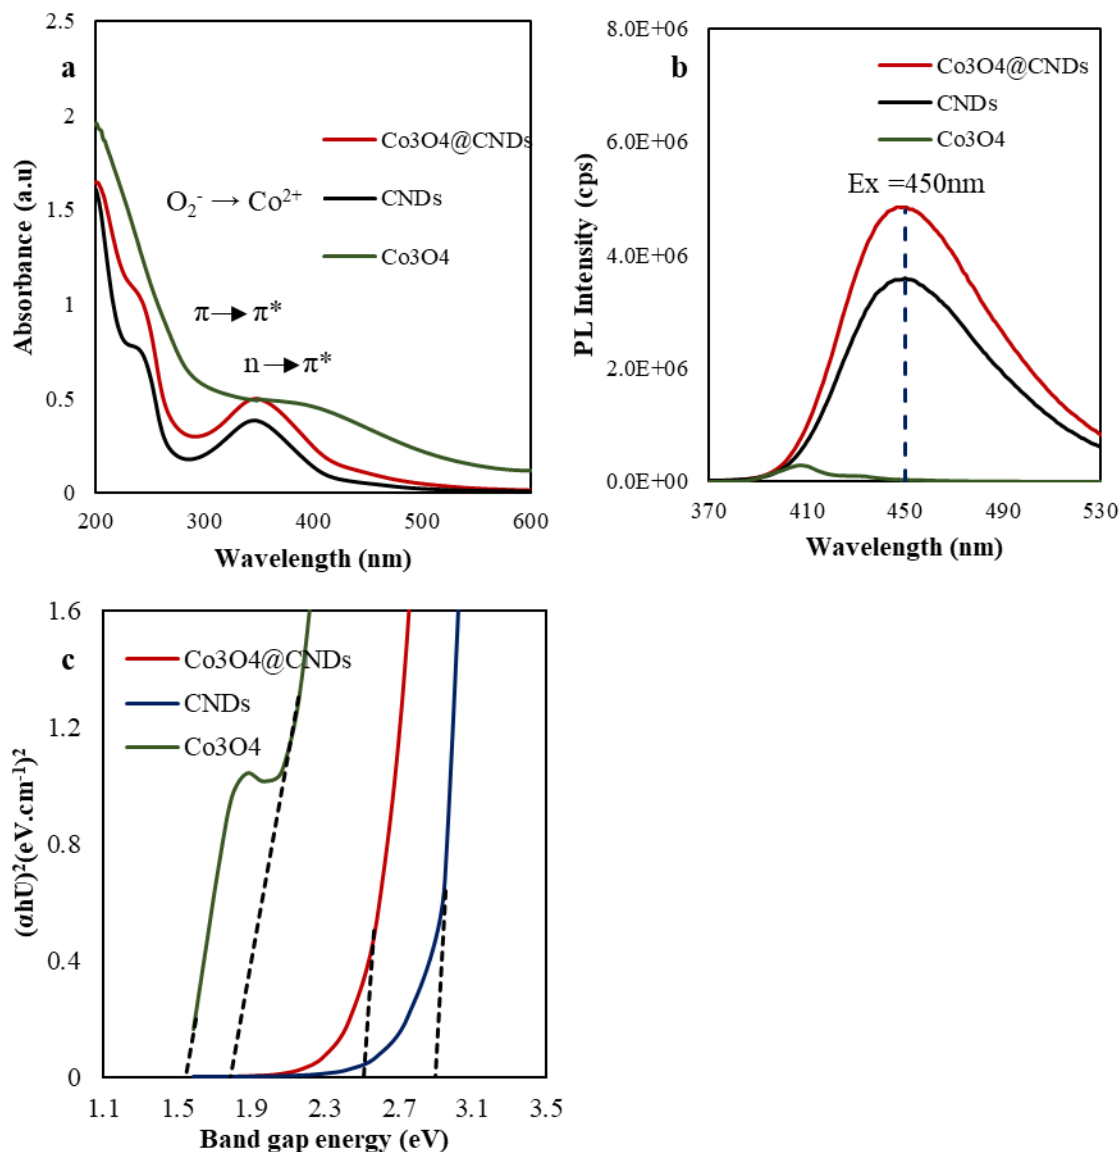 a
2.5
2
1.5
1
0.5
0
Absorbance (a.u)
Co3O4@CNDs
CNDs
Co3O4
O₂⁻ → Co²⁺
π→ π*
n→π*
200 300 400 500 600
Wavelength (nm)
b
8.0E+06
6.0E+06
4.0E+06
2.0E+06
0.0E+00
PL Intensity (cps)
Co3O4@CNDs
CNDs
Co3O4
Ex =450nm
370 410 450 490 530
Wavelength (nm)
c
1.6
1.2
0.8
0.4
0
(αhU)²(eV.cm⁻¹)²
Co3O4@CNDs
CNDs
Co3O4
1.1 1.5 1.9 2.3 2.7 3.1 3.5
Band gap energy (eV)